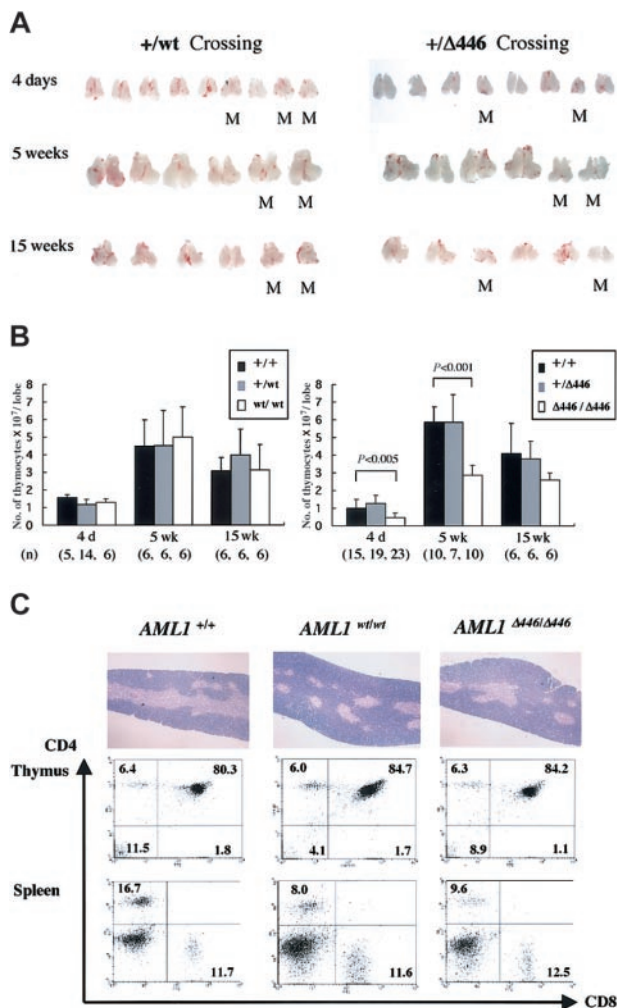 A
+/wt Crossing
+/Δ446 Crossing
4 days
M M M
M M
5 weeks
M M
M M
15 weeks
M M
M M
B
No. of thymocytes × 10⁷/ lobe
8
7
6
5
4
3
2
1
+/+
+/wt
wt/ wt
4 d 5 wk 15 wk
(n) (5, 14, 6) (6, 6, 6) (6, 6, 6)
No. of thymocytes × 10⁷/ lobe
8
7
6
5
4
3
2
1
P<0.005
P<0.001
+/+
+/Δ446
Δ446/Δ446
4 d 5 wk 15 wk
(15, 19, 23) (10, 7, 10) (6, 6, 6)
C
AML1 +/+
AML1 wt/wt
AML1 Δ446/Δ446
CD4
Thymus
6.4 80.3
11.5 1.8
6.0 84.7
4.1 1.7
6.3 84.2
8.9 1.1
Spleen
16.7
11.7
8.0
11.6
9.6
12.5
CD8